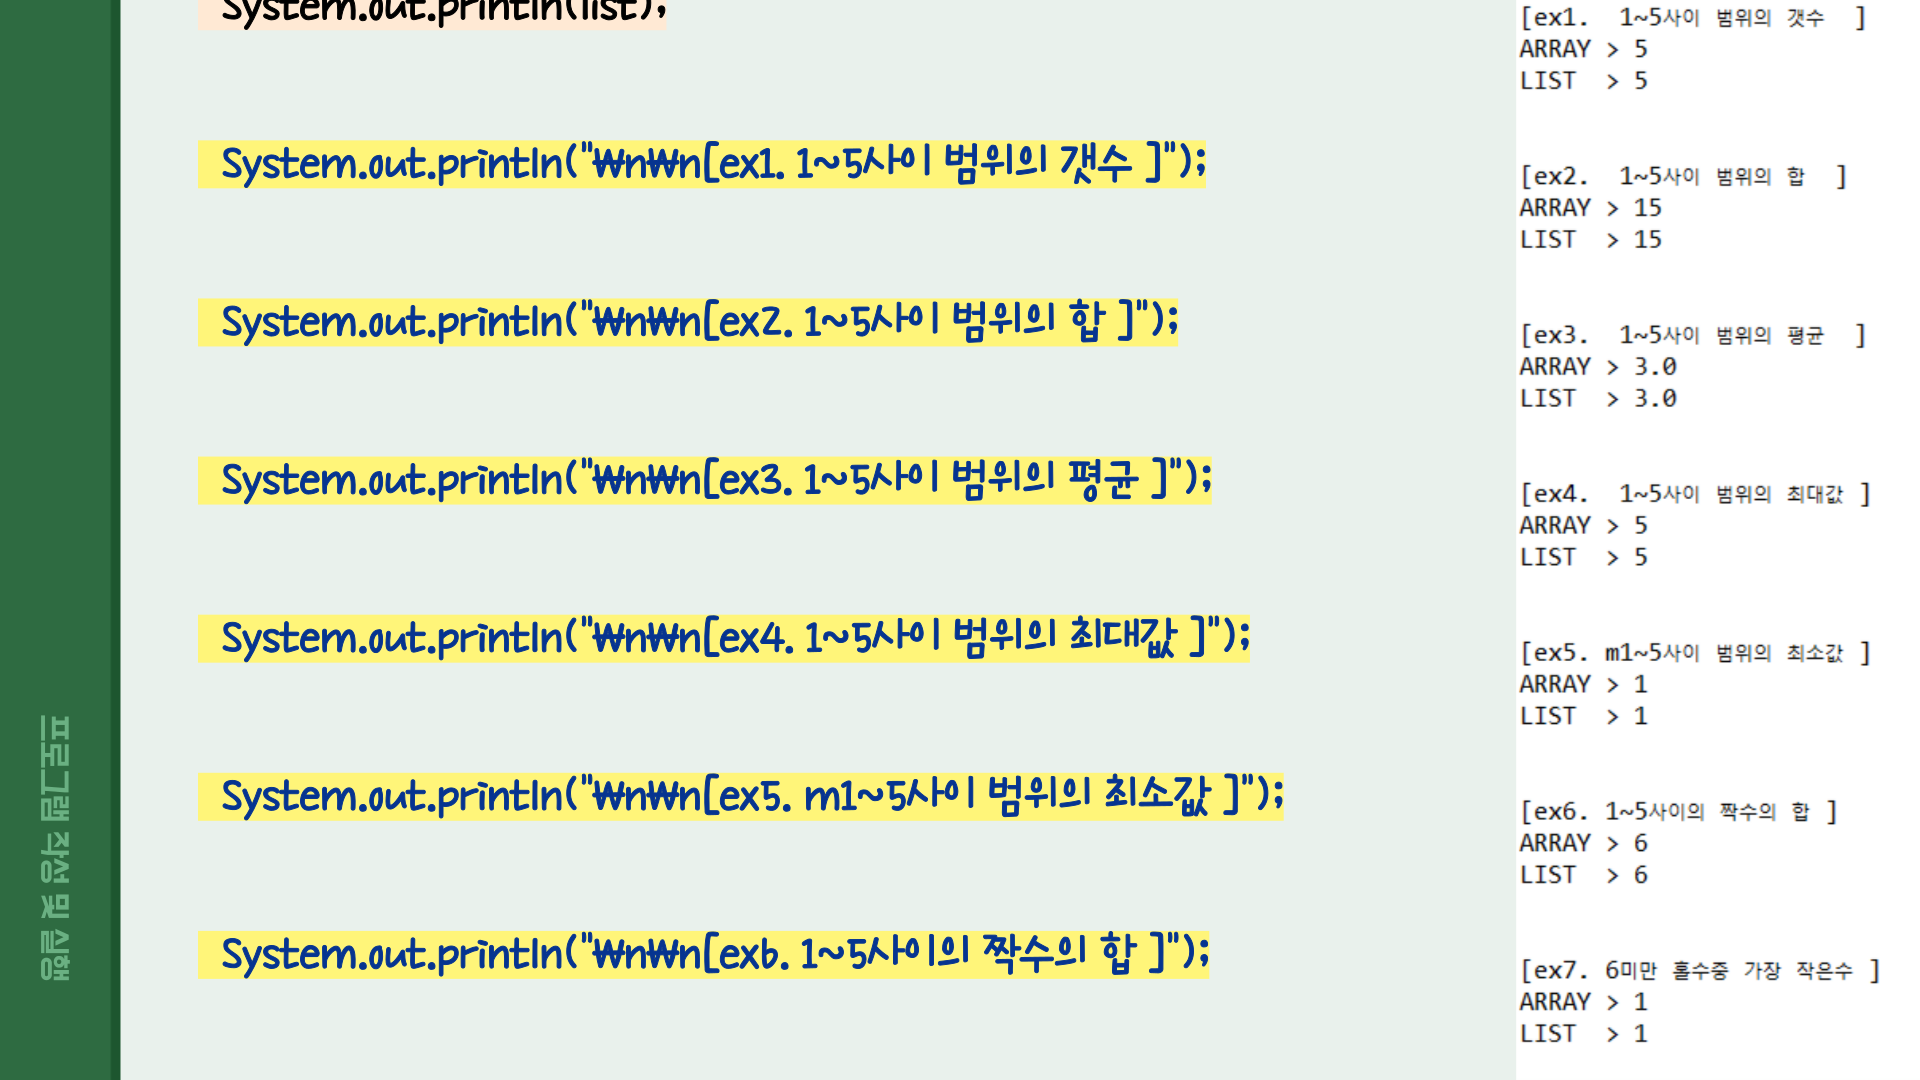 System.out.println(list);
System.out.println("₩n₩n[ex1. 1~5사이 범위의 갯수 ]");
System.out.println("₩n₩n[ex2. 1~5사이 범위의 합 ]");
System.out.println("₩n₩n[ex3. 1~5사이 범위의 평균 ]");
System.out.println("₩n₩n[ex4. 1~5사이 범위의 최대값 ]");
System.out.println("₩n₩n[ex5. m1~5사이 범위의 최소값 ]");
System.out.println("₩n₩n[ex6. 1~5사이의 짝수의 합 ]");
프로그램 작성 및 실행
[ex1.  1~5사이 범위의 갯수  ]
ARRAY > 5
LIST  > 5
[ex2.  1~5사이 범위의 합  ]
ARRAY > 15
LIST  > 15
[ex3.  1~5사이 범위의 평균  ]
ARRAY > 3.0
LIST  > 3.0
[ex4.  1~5사이 범위의 최대값 ]
ARRAY > 5
LIST  > 5
[ex5. m1~5사이 범위의 최소값 ]
ARRAY > 1
LIST  > 1
[ex6. 1~5사이의 짝수의 합 ]
ARRAY > 6
LIST  > 6
[ex7. 6미만 홀수중 가장 작은수 ]
ARRAY > 1
LIST  > 1